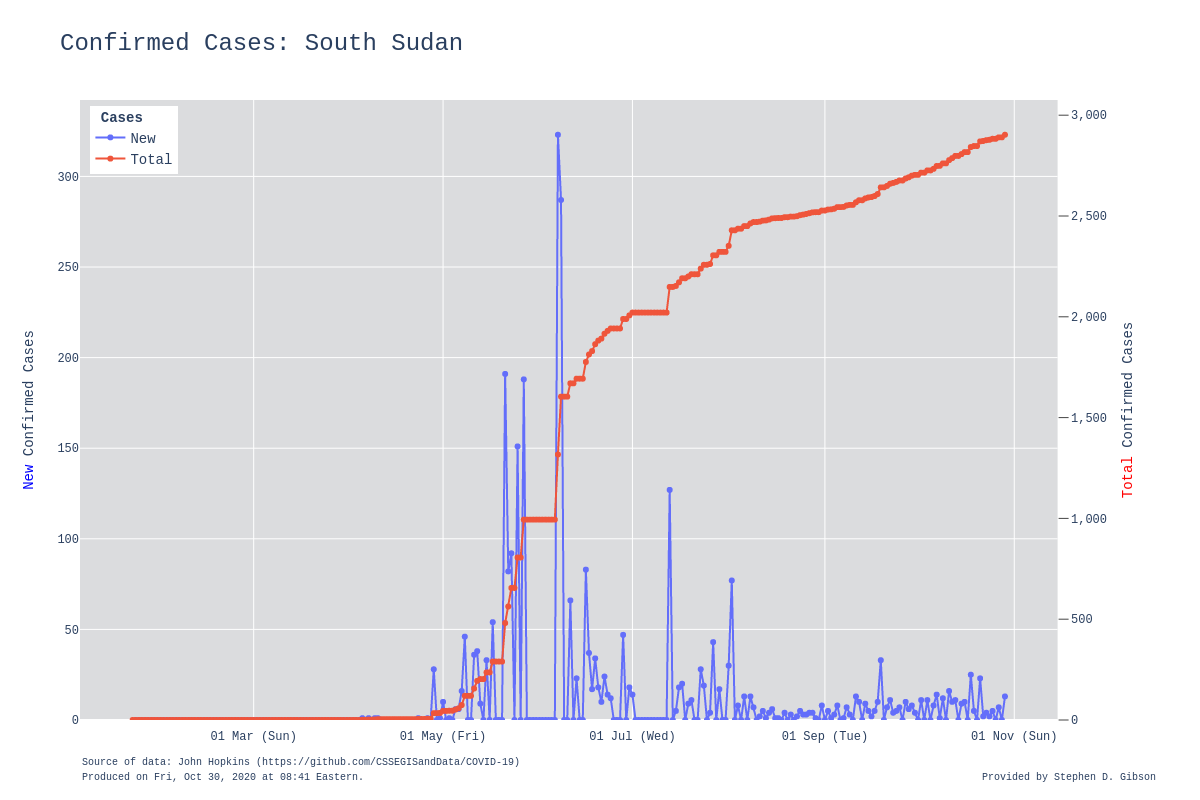 Confirmed Cases: South Sudan
Cases
New
Total
300
250
200
150
100
50
0
3,000
2,500
2,000
1,500
1,000
500
0
New Confirmed Cases
Total Confirmed Cases
01 Mar (Sun)
01 May (Fri)
01 Jul (Wed)
01 Sep (Tue)
01 Nov (Sun)
Source of data: John Hopkins (https://github.com/CSSEGISandData/COVID-19)
Produced on Fri, Oct 30, 2020 at 08:41 Eastern.
Provided by Stephen D. Gibson